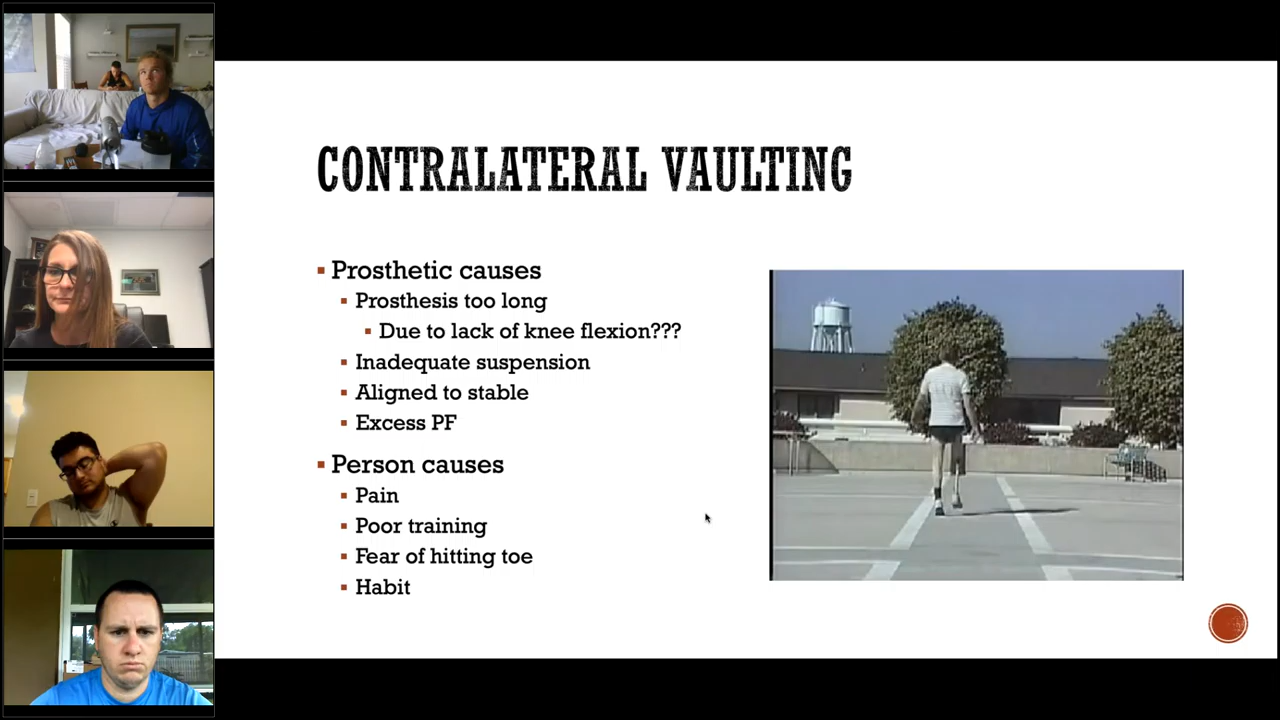 CONTRALATERAL VAULTING
Prosthetic causes
Prosthesis too long
Due to lack of knee flexion???
Inadequate suspension
Aligned to stable
Excess PF
Person causes
Pain
Poor training
Fear of hitting toe
Habit